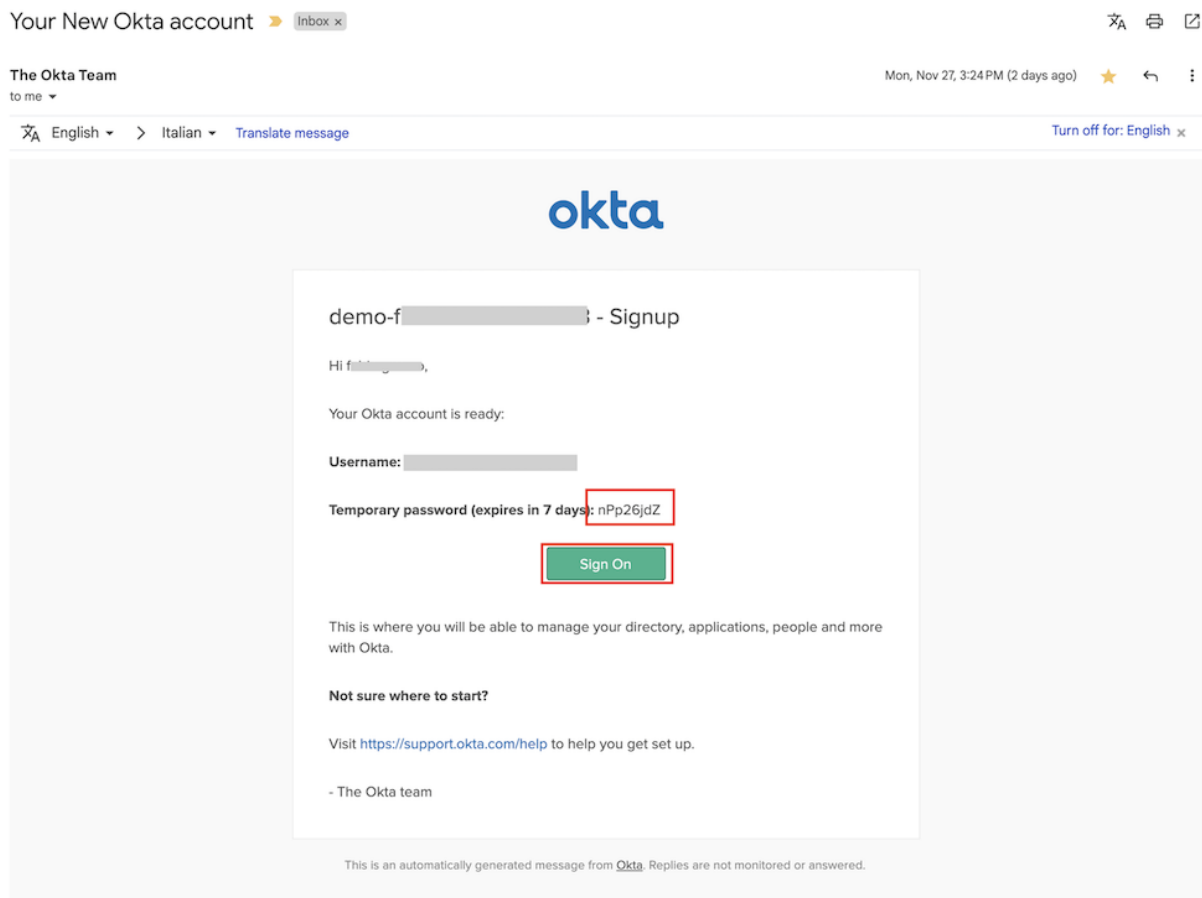 Your New Okta account Inbox x
The Okta Team Mon, Nov 27, 3:24 PM (2 days ago)
to me
English > Italian Translate message Turn off for: English x
okta
demo-f - Signup
Hi f ,
Your Okta account is ready:
Username:
Temporary password (expires in 7 days): nPp26jdZ
Sign On
This is where you will be able to manage your directory, applications, people and more
with Okta.
Not sure where to start?
Visit https://support.okta.com/help to help you get set up.
- The Okta team
This is an automatically generated message from Okta. Replies are not monitored or answered.